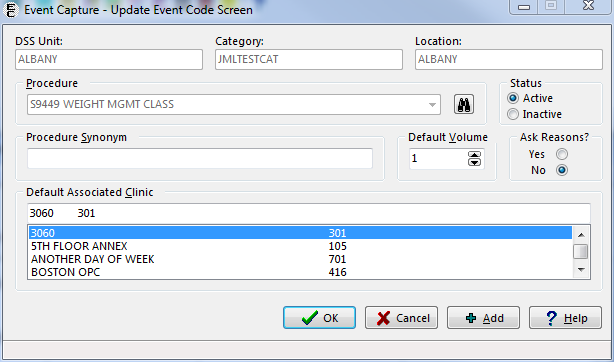 Event Capture - Update Event Code Screen
DSS Unit: Category: Location:
ALBANY JMLTESTCAT ALBANY
Procedure Status
S9449 WEIGHT MGMT CLASS Active
Inactive
Procedure Synonym Default Volume Ask Reasons?
1 Yes
No
Default Associated Clinic
3060 301
3060 301
5TH FLOOR ANNEX 105
ANOTHER DAY OF WEEK 701
BOSTON OPC 416
OK Cancel Add ? Help